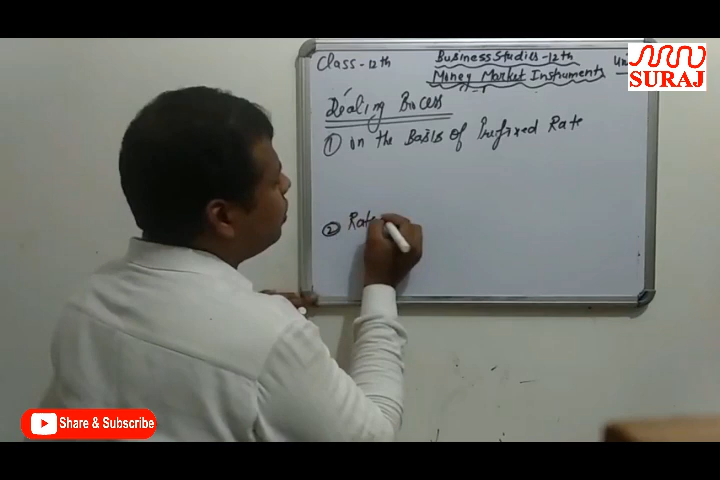 Class-12th
Business Studies-12th
Money Market Instruments
SURAJ
Dealing Process
① on the Basis of Prefixed Rate
② Rate
Share & Subscribe